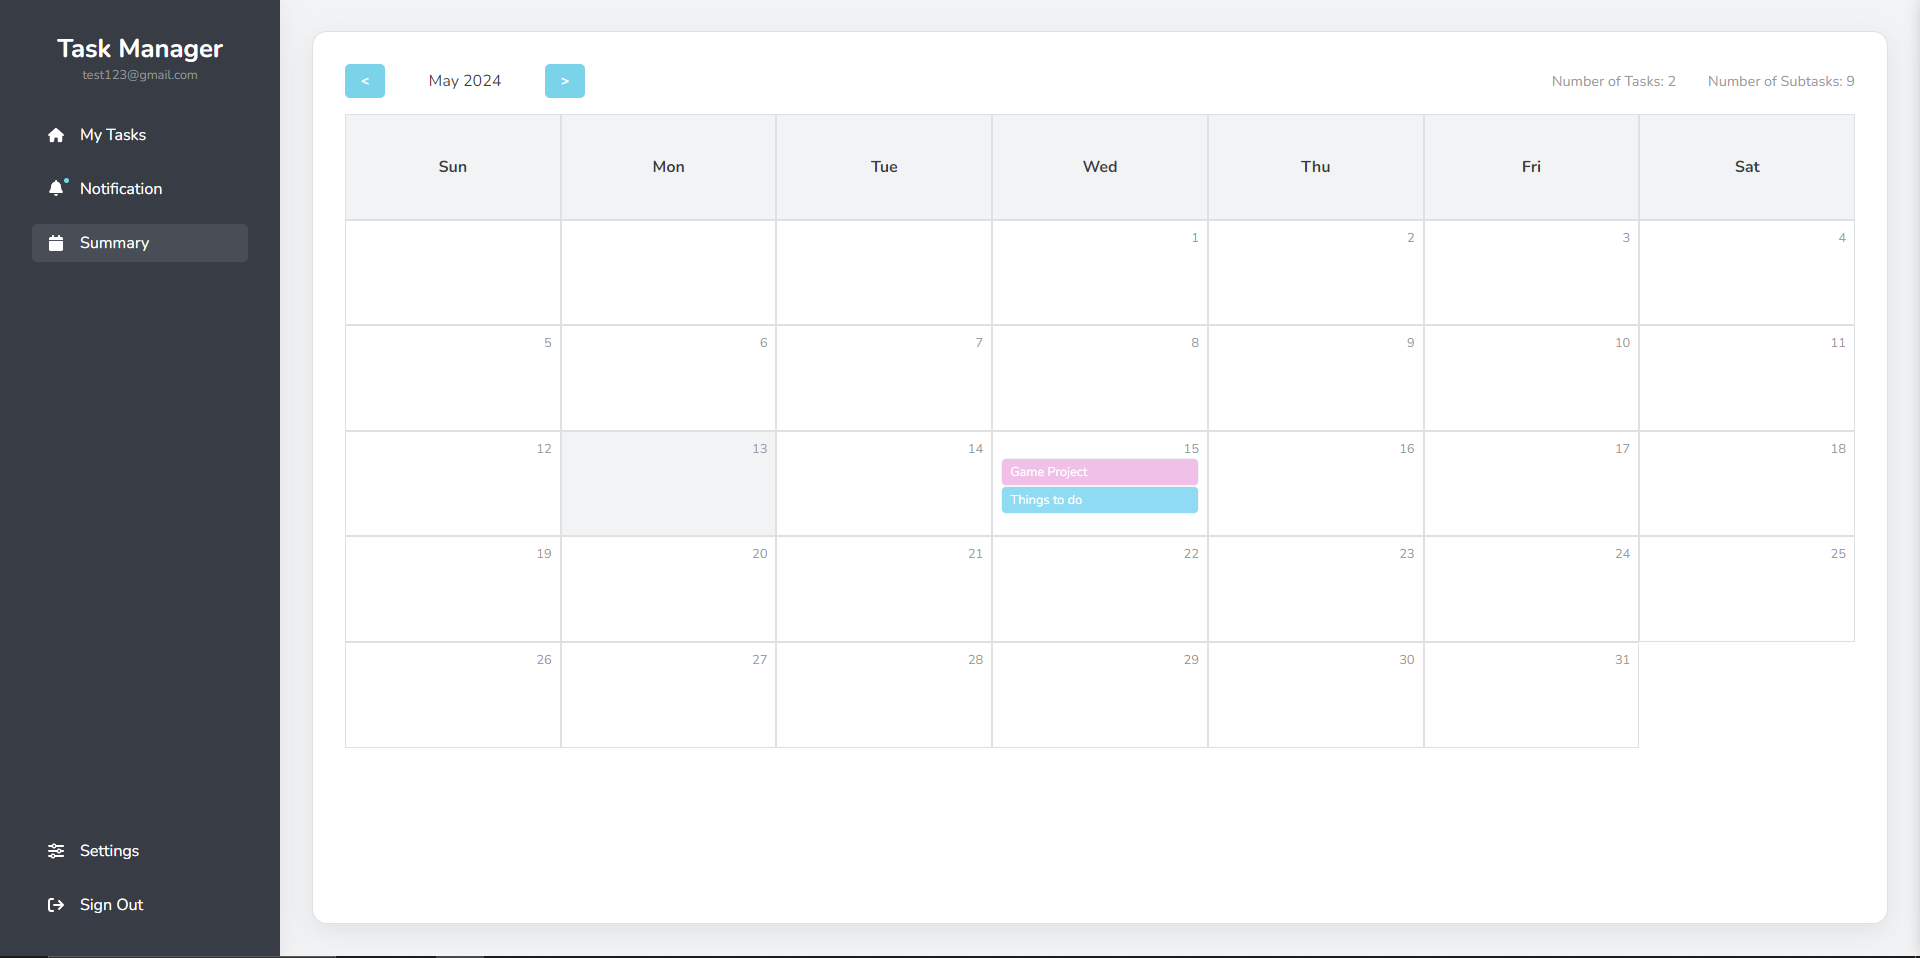 Task Manager
test123@gmail.com
My Tasks
Notification
Summary
Settings
Sign Out
< May 2024 > Number of Tasks: 2 Number of Subtasks: 9
Sun Mon Tue Wed Thu Fri Sat
1 2 3 4
5 6 7 8 9 10 11
12 13 14 15 16 17 18
Game Project
Things to do
19 20 21 22 23 24 25
26 27 28 29 30 31